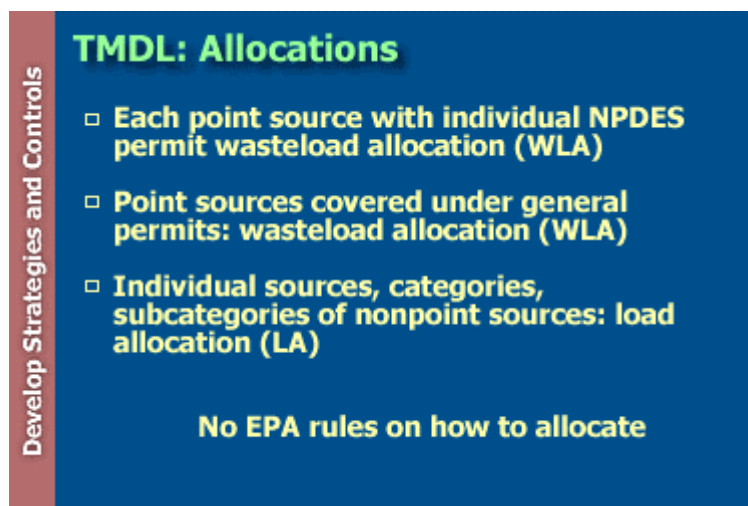 Develop Strategies and Controls
TMDL: Allocations
Each point source with individual NPDES
permit wasteload allocation (WLA)
Point sources covered under general
permits: wasteload allocation (WLA)
Individual sources, categories,
subcategories of nonpoint sources: load
allocation (LA)
No EPA rules on how to allocate